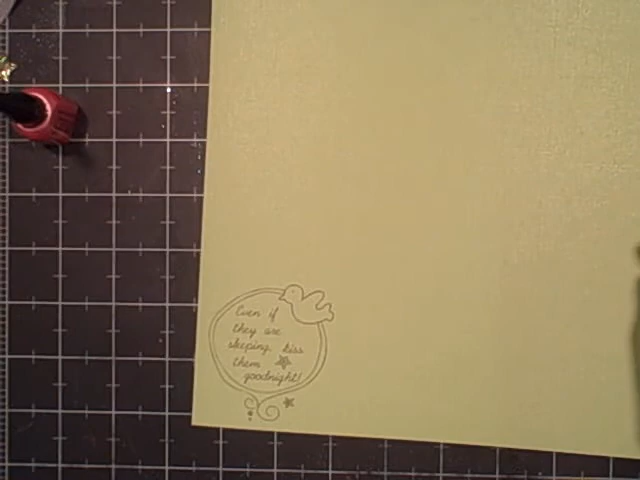 Even if
they are
sleeping kiss
them
goodnight!